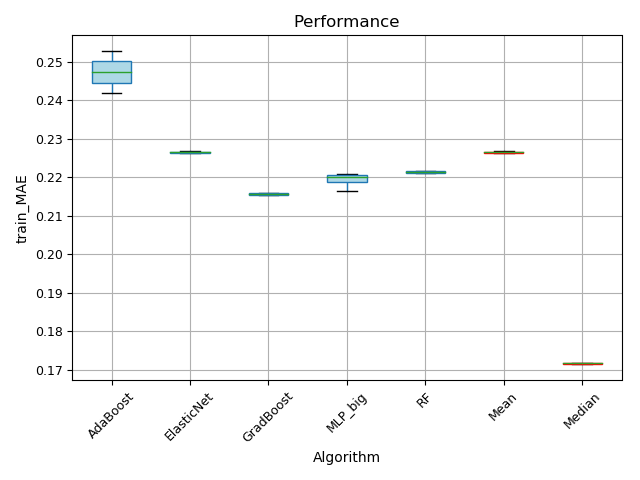 Performance
0.25
0.24
0.23
0.22
0.21
0.20
0.19
0.18
0.17
train_MAE
AdaBoost
ElasticNet
GradBoost
MLP_big
RF
Mean
Median
Algorithm